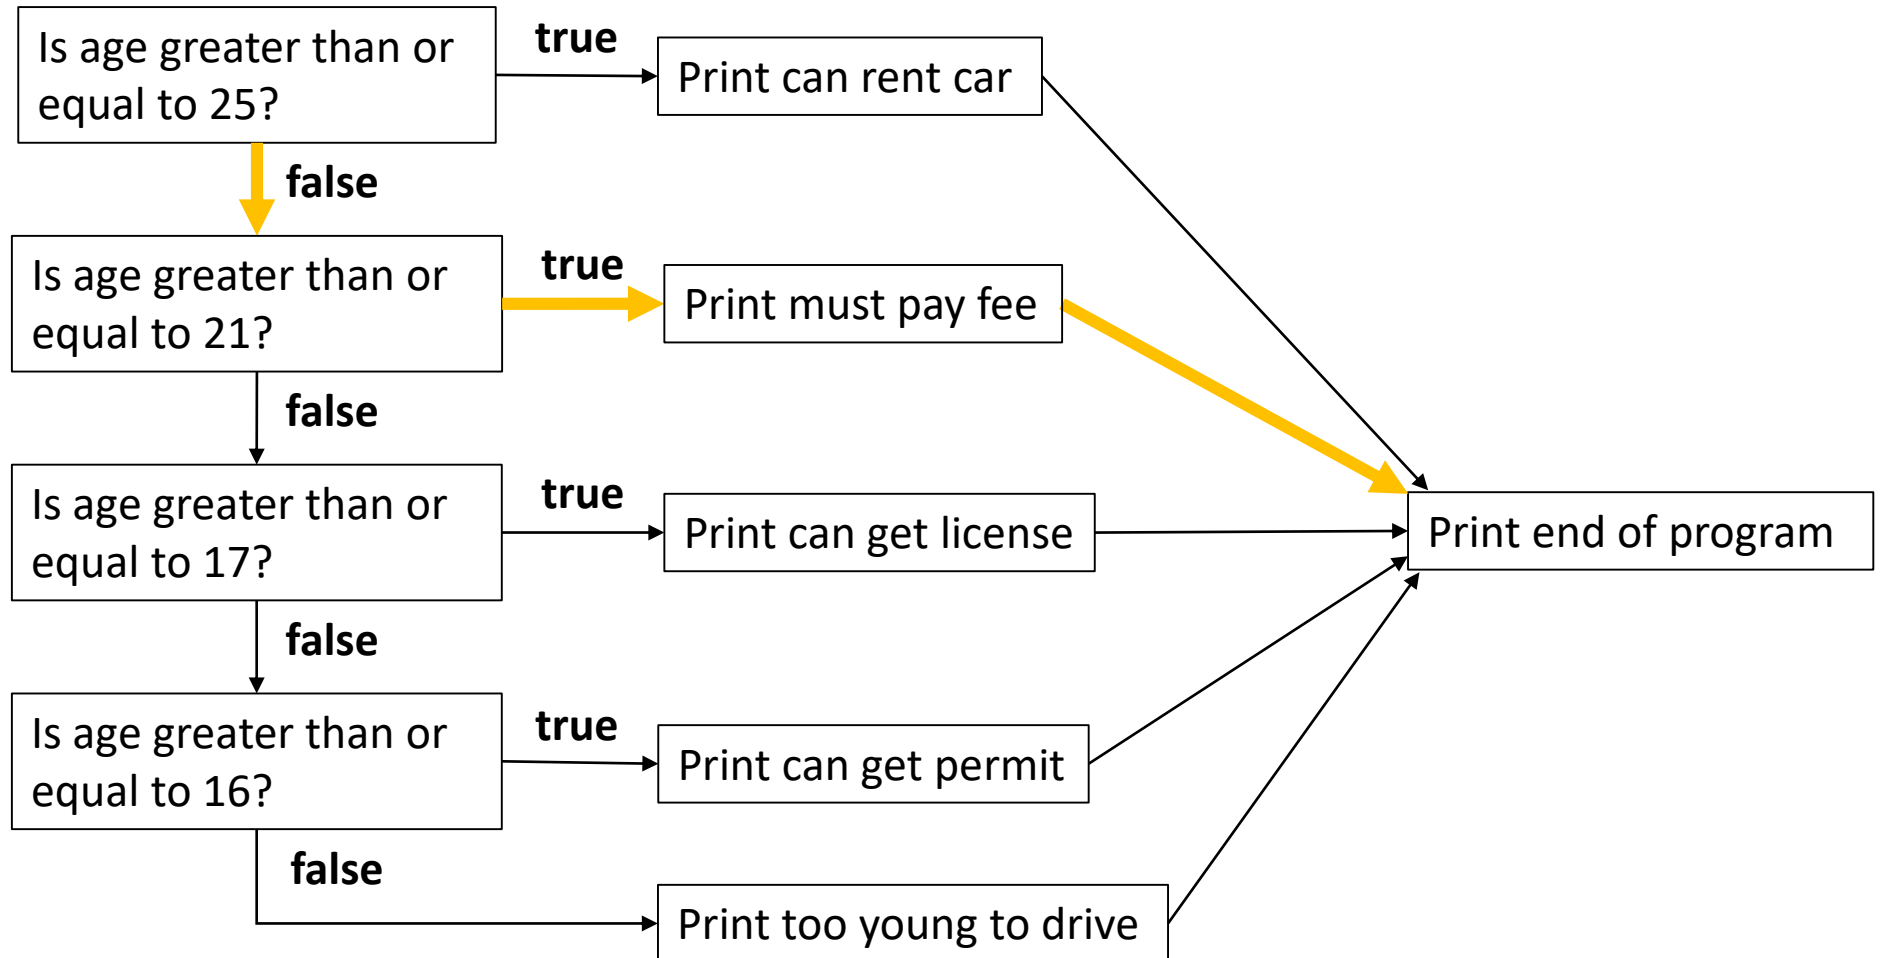 Is age greater than or
equal to 25?
true
Print can rent car
false
Is age greater than or
equal to 21?
true
Print must pay fee
false
Is age greater than or
equal to 17?
true
Print can get license
Print end of program
false
Is age greater than or
equal to 16?
true
Print can get permit
false
Print too young to drive